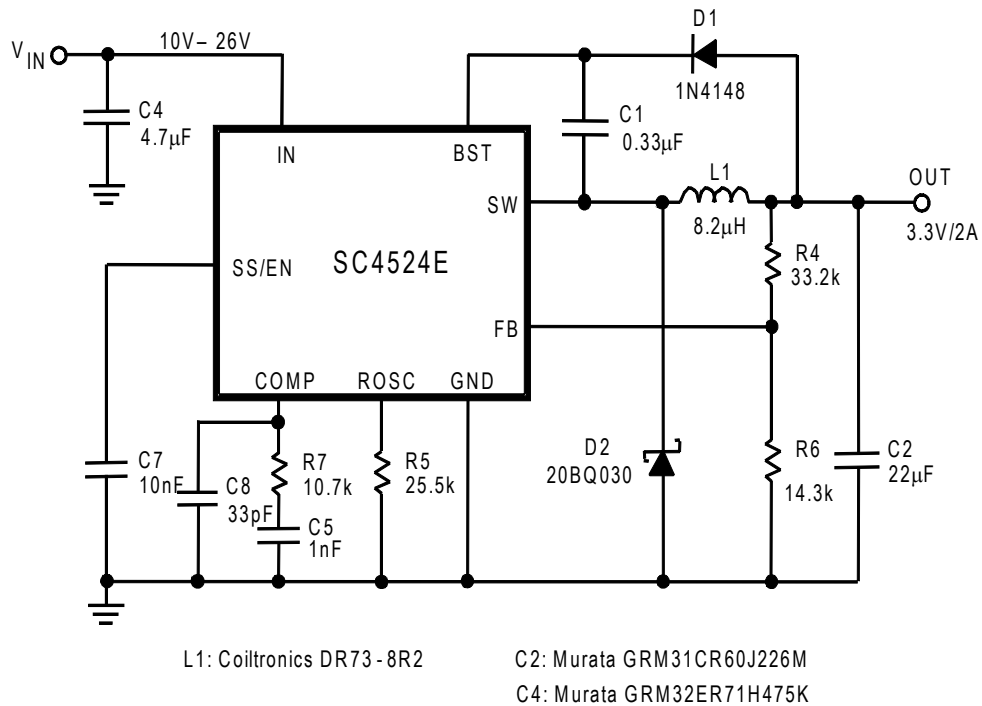 D1
V IN
10V– 26V
1N4148
C4
4.7µF
C1
0.33µF
IN
BST
L1
OUT
SW
8.2µH
3.3V/2A
SS/EN
SC4524E
R4
33.2k
FB
COMP
ROSC
GND
C7
10nF
C8
33pF
R7
10.7k
C5
1nF
R5
25.5k
D2
20BQ030
R6
14.3k
C2
22µF
L1: Coiltronics DR73 - 8R2
C2: Murata GRM31CR60J226M
C4: Murata GRM32ER71H475K